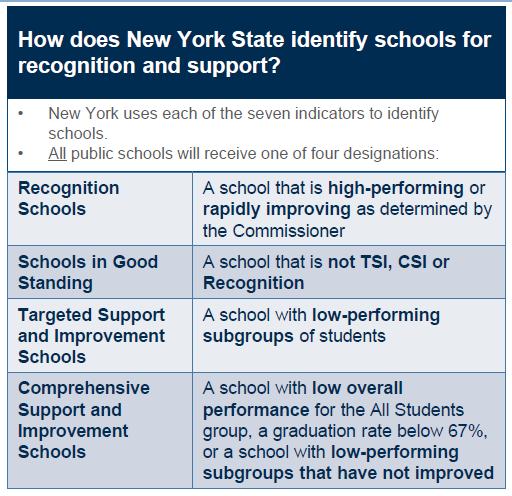 How does New York State identify schools for
recognition and support?
• New York uses each of the seven indicators to identify
schools.
• All public schools will receive one of four designations:
Recognition
Schools
A school that is high-performing or
rapidly improving as determined by
the Commissioner
Schools in Good
Standing
A school that is not TSI, CSI or
Recognition
Targeted Support
and Improvement
Schools
A school with low-performing
subgroups of students
Comprehensive
Support and
Improvement
Schools
A school with low overall
performance for the All Students
group, a graduation rate below 67%,
or a school with low-performing
subgroups that have not improved